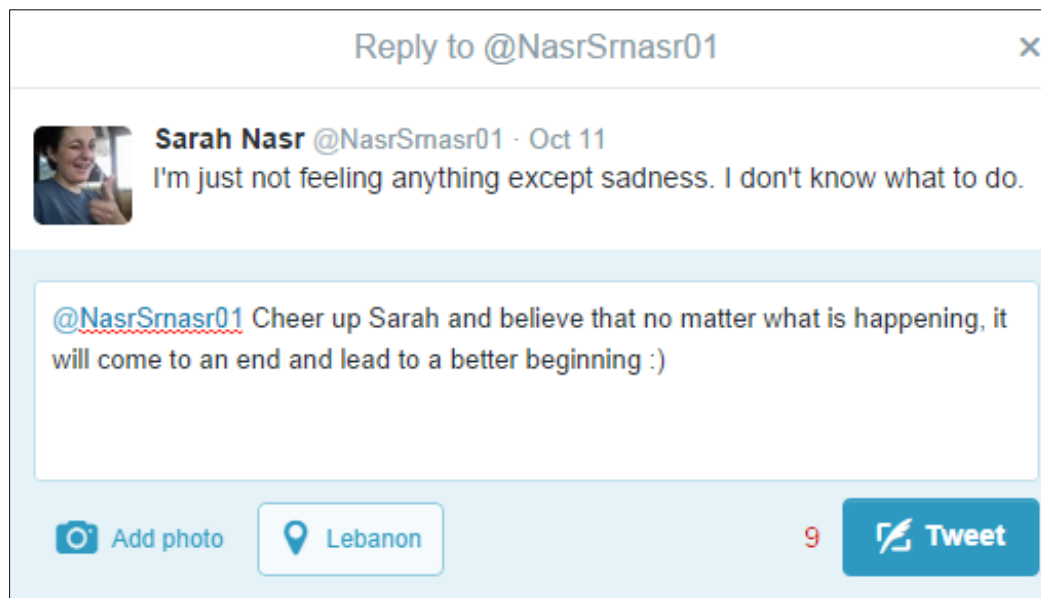 Reply to @NasrSrnasr01
×
Sarah Nasr @NasrSrnasr01 · Oct 11
I'm just not feeling anything except sadness. I don't know what to do.
@NasrSrnasr01 Cheer up Sarah and believe that no matter what is happening, it
will come to an end and lead to a better beginning :)
Add photo
Lebanon
9
Tweet